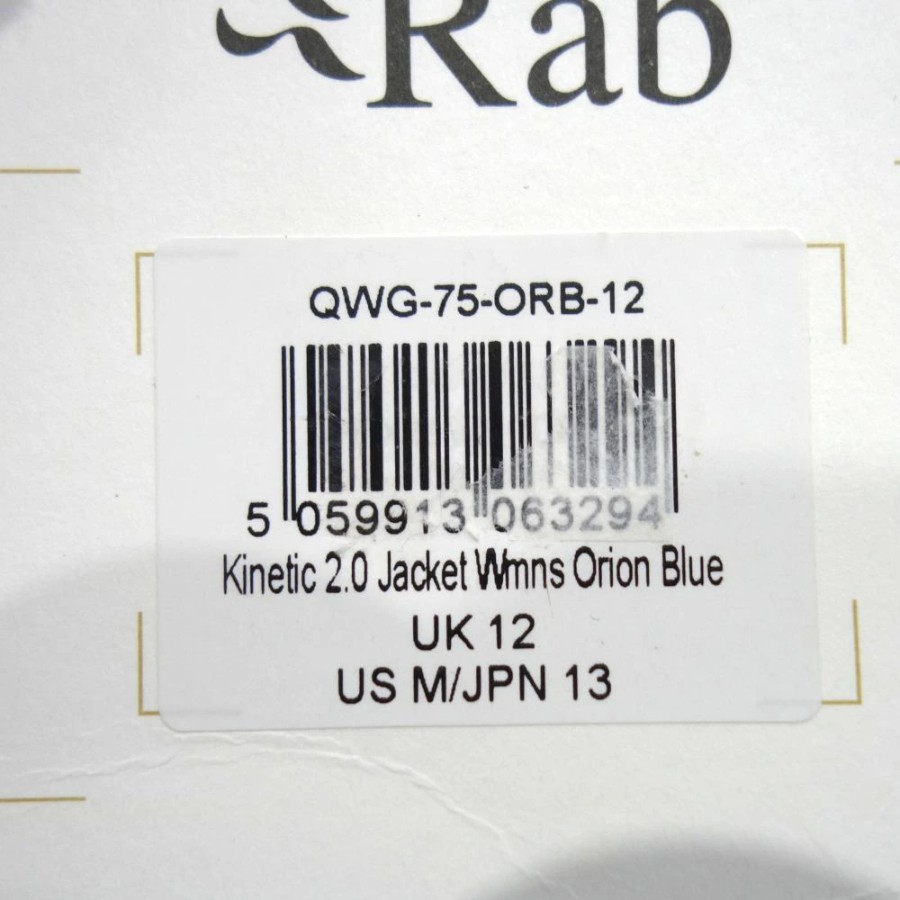 Rab
QWG-75-ORB-12
5 059913 063294
Kinetic 2.0 Jacket Wmns Orion Blue
UK 12
US M/JPN 13